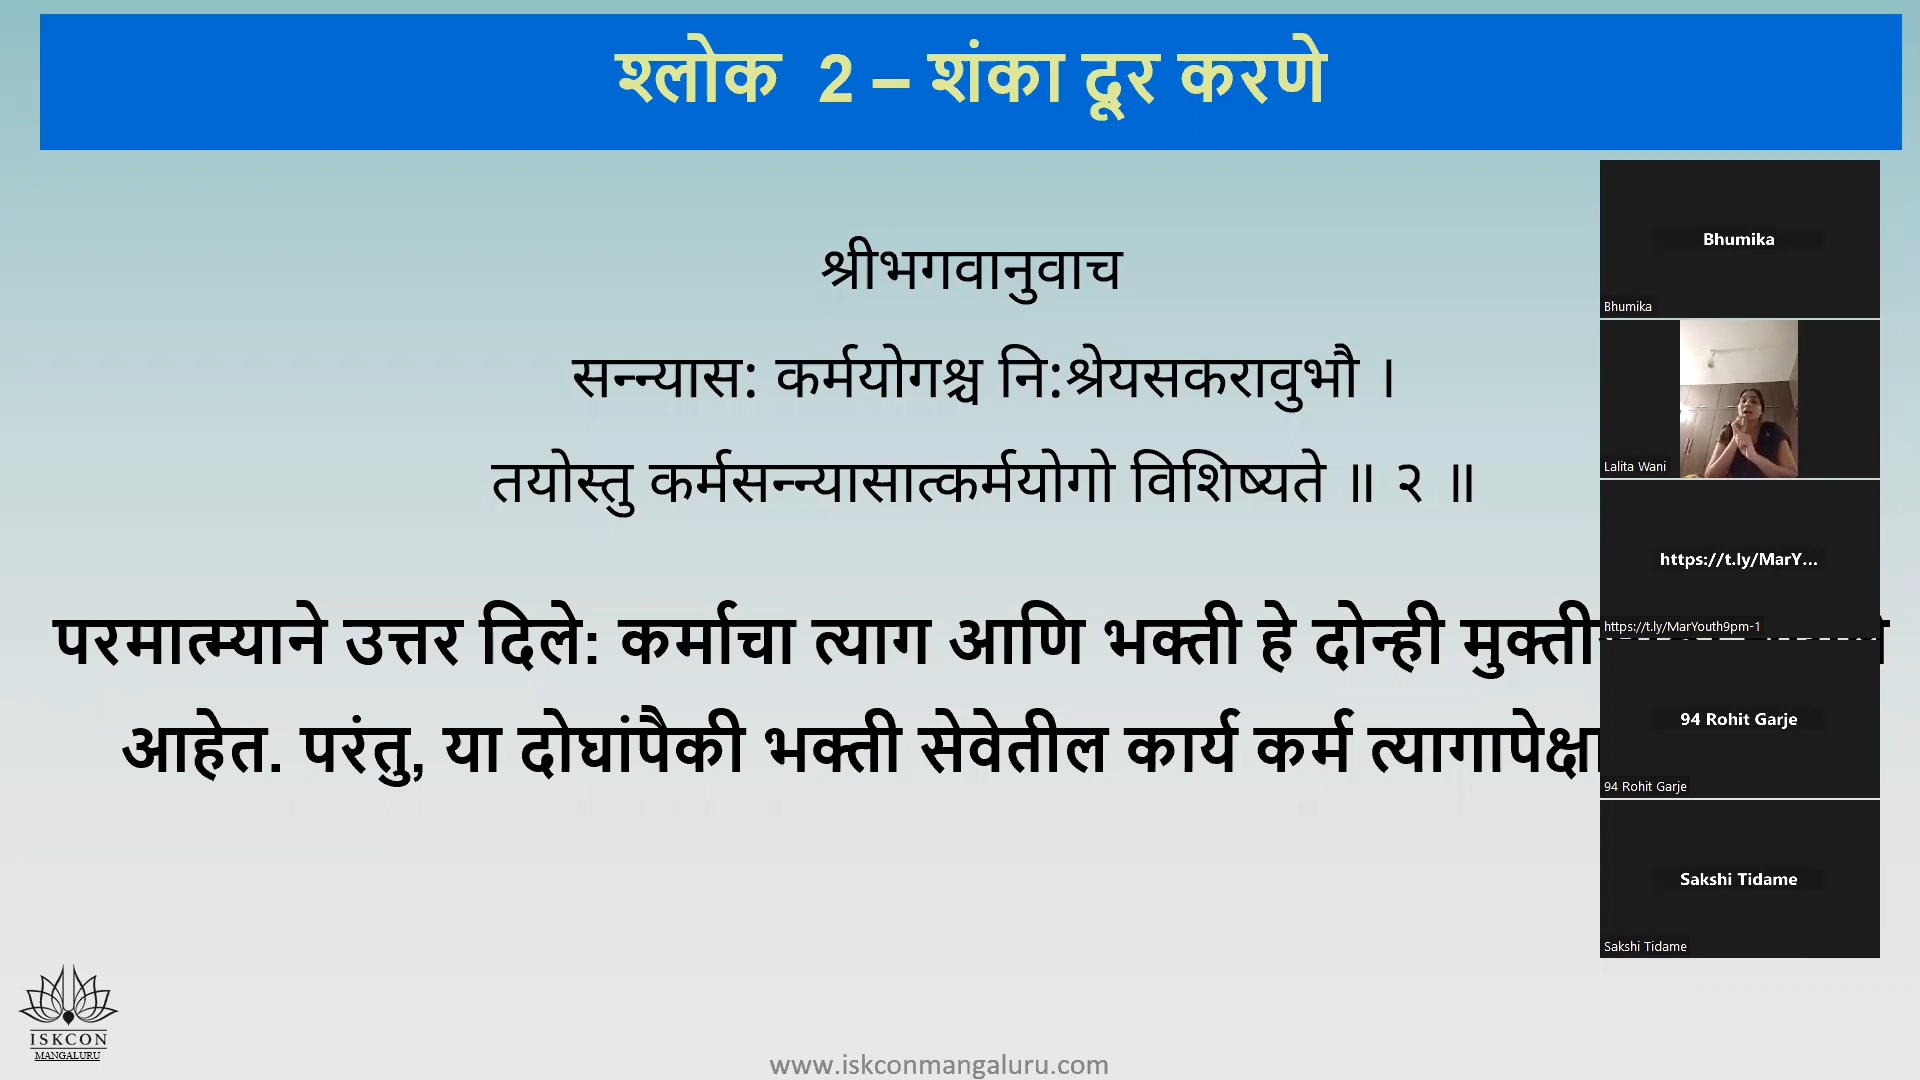 श्लोक 2 – शंका दूर करणे
श्रीभगवानुवाच
सन्न्यास: कर्मयोगश्च नि:श्रेयसकरावुभौ ।
तयोस्तु कर्मसन्न्यासात्कर्मयोगो विशिष्यते ॥ २ ॥
परमात्म्याने उत्तर दिले: कर्माचा त्याग आणि भक्ती हे दोन्ही
आहेत. परंतु, या दोघांपैकी भक्ती सेवेतील कार्य कर्म त्यागापेक्षा
Bhumika
Bhumika
Lalita Wani
https://t.ly/MarY...
https://t.ly/MarYouth9pm-1
94 Rohit Garje
94 Rohit Garje
Sakshi Tidame
Sakshi Tidame
ISKCON
MANGALURU
www.iskconmangaluru.com